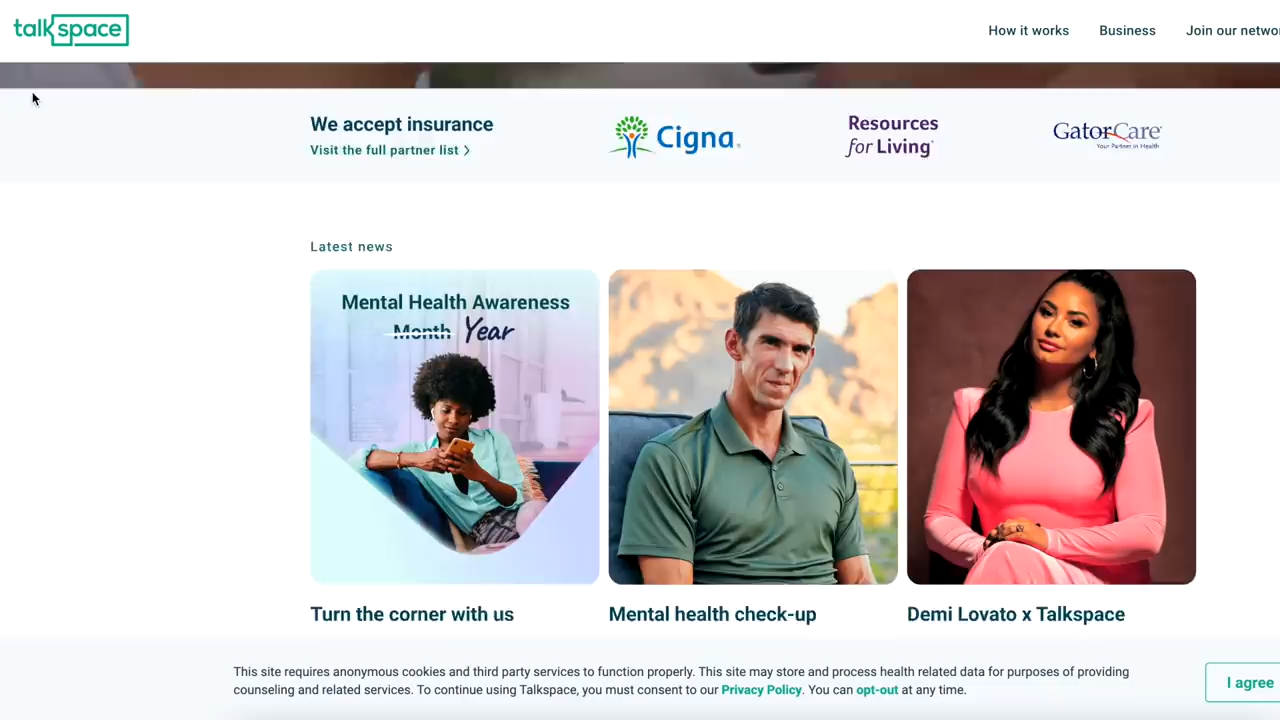 talkspace
How it works Business Join our netwo
We accept insurance
Visit the full partner list >
Cigna.
Resources
for Living
GatorCare
Your Partner in Health
Latest news
Mental Health Awareness
Month Year
Turn the corner with us
Mental health check-up
Demi Lovato x Talkspace
This site requires anonymous cookies and third party services to function properly. This site may store and process health related data for purposes of providing
counseling and related services. To continue using Talkspace, you must consent to our Privacy Policy. You can opt-out at any time.
I agree